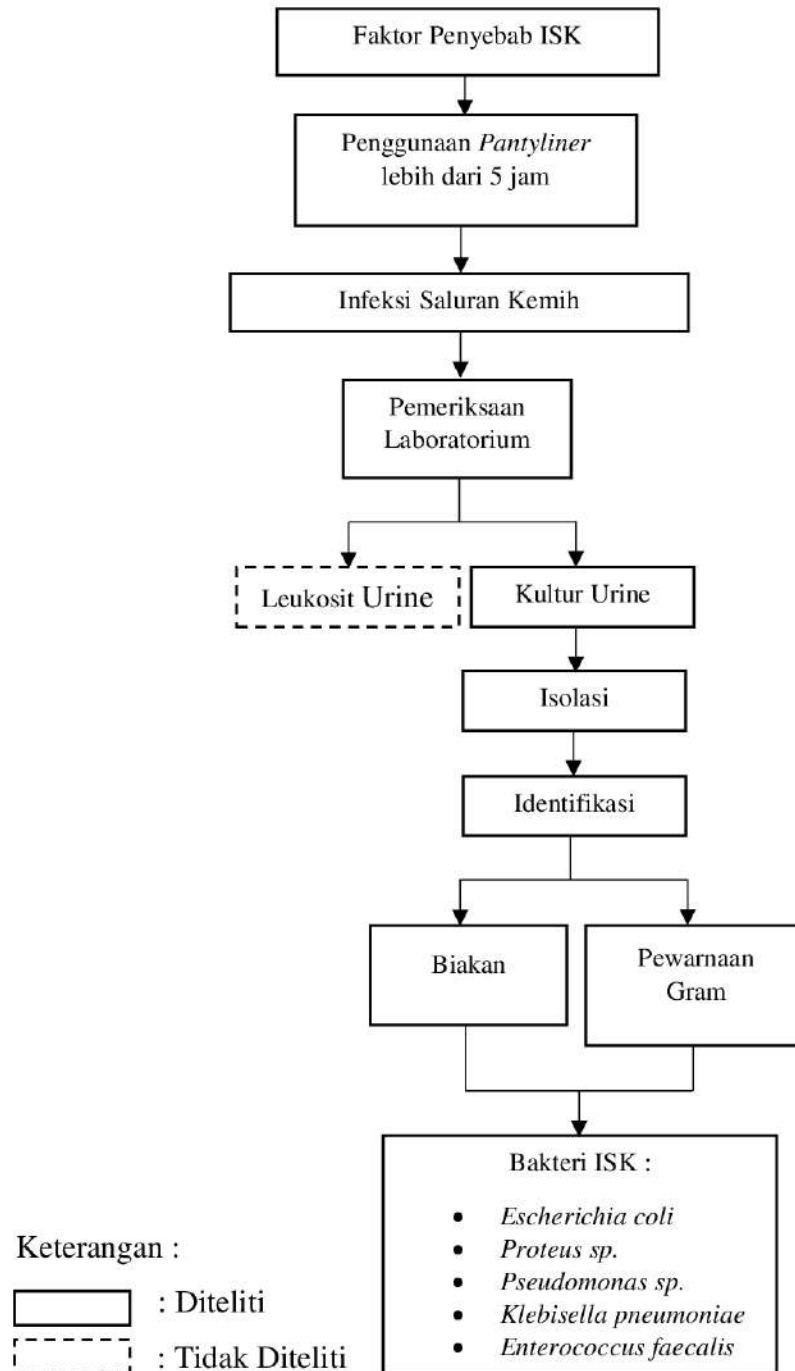 Faktor Penyebab ISK
Penggunaan Pantyliner
lebih dari 5 jam
Infeksi Saluran Kemih
Pemeriksaan
Laboratorium
Leukosit Urine
Kultur Urine
Isolasi
Identifikasi
Biakan
Pewarnaan
Gram
Bakteri ISK :
• Escherichia coli
• Proteus sp.
• Pseudomonas sp.
• Klebisella pneumoniae
• Enterococcus faecalis
Keterangan :
: Diteliti
: Tidak Diteliti